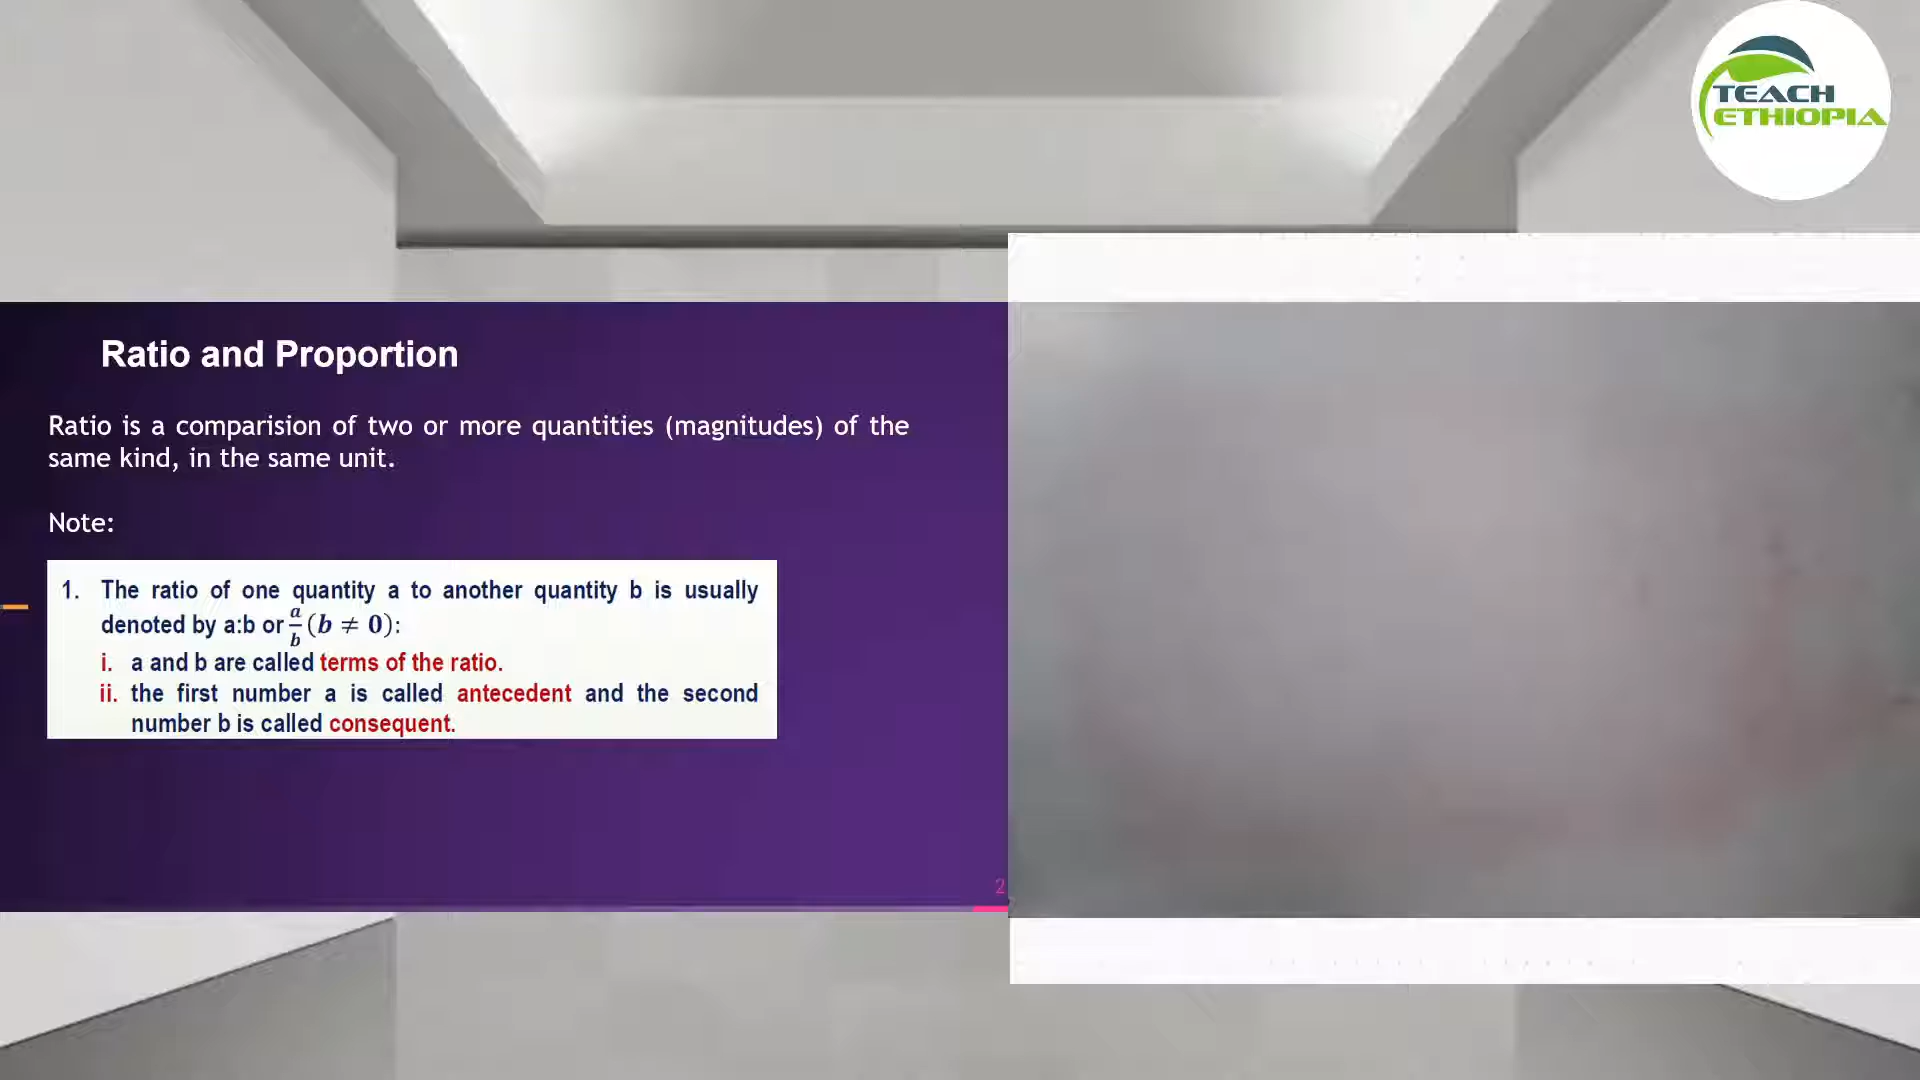 TEACH
ETHIOPIA
Ratio and Proportion
Ratio is a comparision of two or more quantities (magnitudes) of the
same kind, in the same unit.
Note:
1. The ratio of one quantity a to another quantity b is usually
denoted by a:b or a/b (b ≠ 0):
i. a and b are called terms of the ratio.
ii. the first number a is called antecedent and the second
number b is called consequent.
2